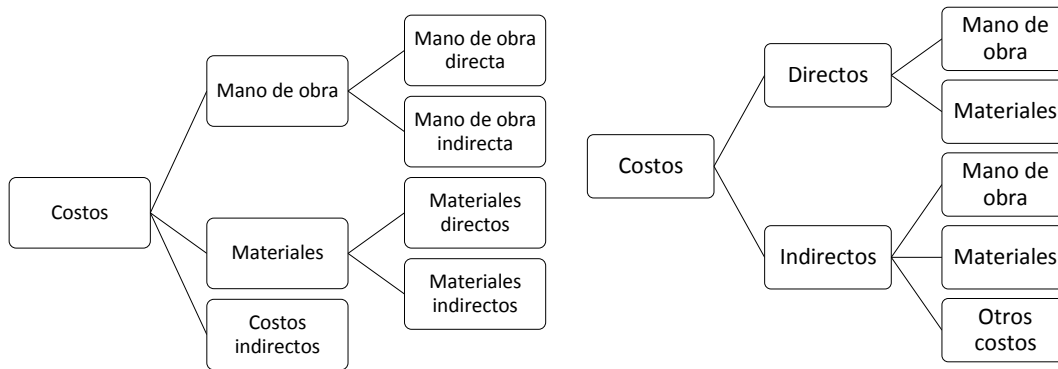 Costos
Mano de obra
Mano de obra
directa
Mano de obra
indirecta
Materiales
Materiales
directos
Materiales
indirectos
Costos
indirectos
Costos
Directos
Mano de
obra
Materiales
Indirectos
Mano de
obra
Materiales
Otros
costos